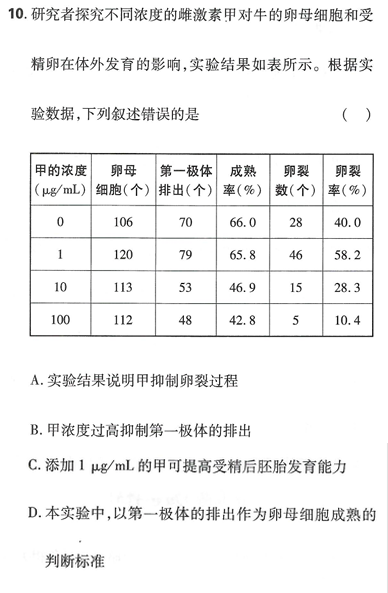 10. 研究者探究不同浓度的雌激素甲对牛的卵母细胞和受
精卵在体外发育的影响,实验结果如表所示。根据实
验数据,下列叙述错误的是 ( )
甲的浓度 卵母 第一极体 成熟 卵裂 卵裂
(μg/mL) 细胞(个) 排出(个) 率(%) 数(个) 率(%)
0 106 70 66.0 28 40.0
1 120 79 65.8 46 58.2
10 113 53 46.9 15 28.3
100 112 48 42.8 5 10.4
A. 实验结果说明甲抑制卵裂过程
B. 甲浓度过高抑制第一极体的排出
C. 添加 1 μg/mL 的甲可提高受精后胚胎发育能力
D. 本实验中,以第一极体的排出作为卵母细胞成熟的
判断标准